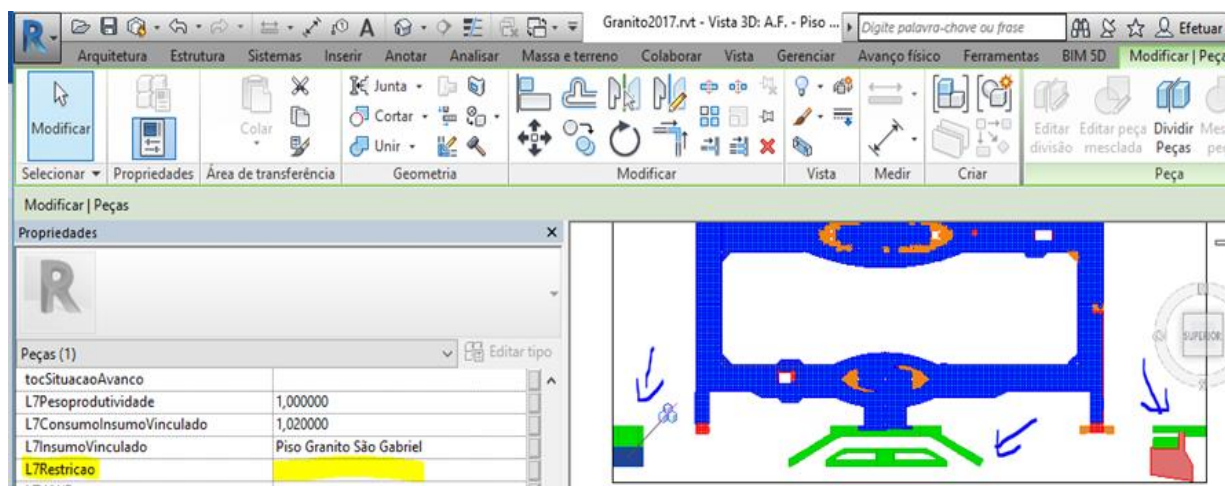 Granito2017.rvt - Vista 3D: A.F. - Piso ...
Digite palavra-chave ou frase
Efetuar
Arquitetura Estrutura Sistemas Inserir Anotar Analisar Massa e terreno Colaborar Vista Gerenciar Avanço físico Ferramentas BIM 5D Modificar | Peça
Junta
Cortar
Unir
Modificar
Colar
Editar divisão
Editar peça mesclada
Dividir Peças
Selecionar Propriedades Área de transferência Geometria Modificar Vista Medir Criar Peça
Modificar | Peças
Propriedades
Peças (1)
Editar tipo
tocSituacaoAvanco
L7Pesoprodutividade 1,000000
L7ConsumoInsumoVinculado 1,020000
L7InsumoVinculado Piso Granito São Gabriel
L7Restricao
SUPERIOR